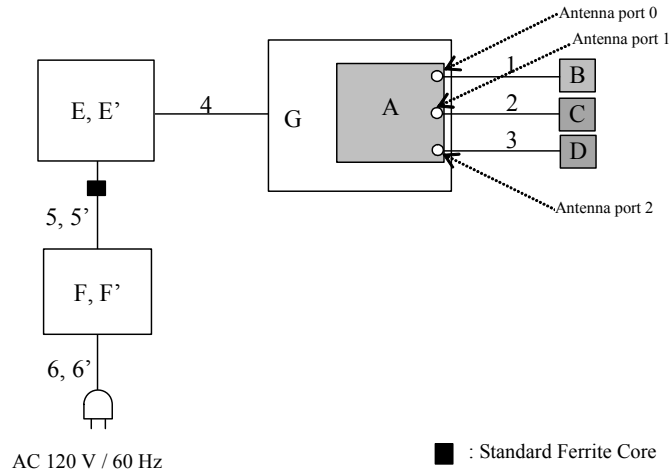 Antenna port 0
Antenna port 1
1
B
E, E’
4
G
A
2
C
3
D
Antenna port 2
5, 5’
F, F’
6, 6’
AC 120 V / 60 Hz
: Standard Ferrite Core